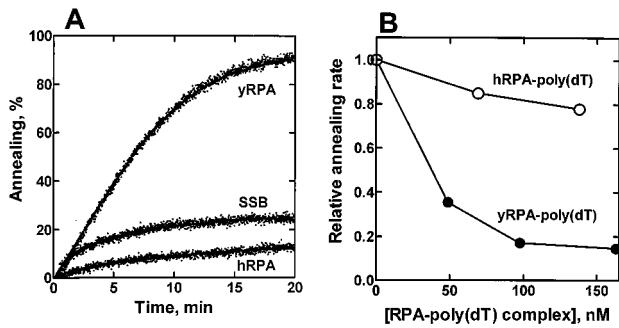 A
100
80
60
40
20
0
Annealing, %
yRPA
SSB
hRPA
0
5
10
15
20
Time, min
B
1.0
0.8
0.6
0.4
0.2
0.0
Relative annealing rate
hRPA-poly(dT)
yRPA-poly(dT)
0
50
100
150
[RPA-poly(dT) complex], nM